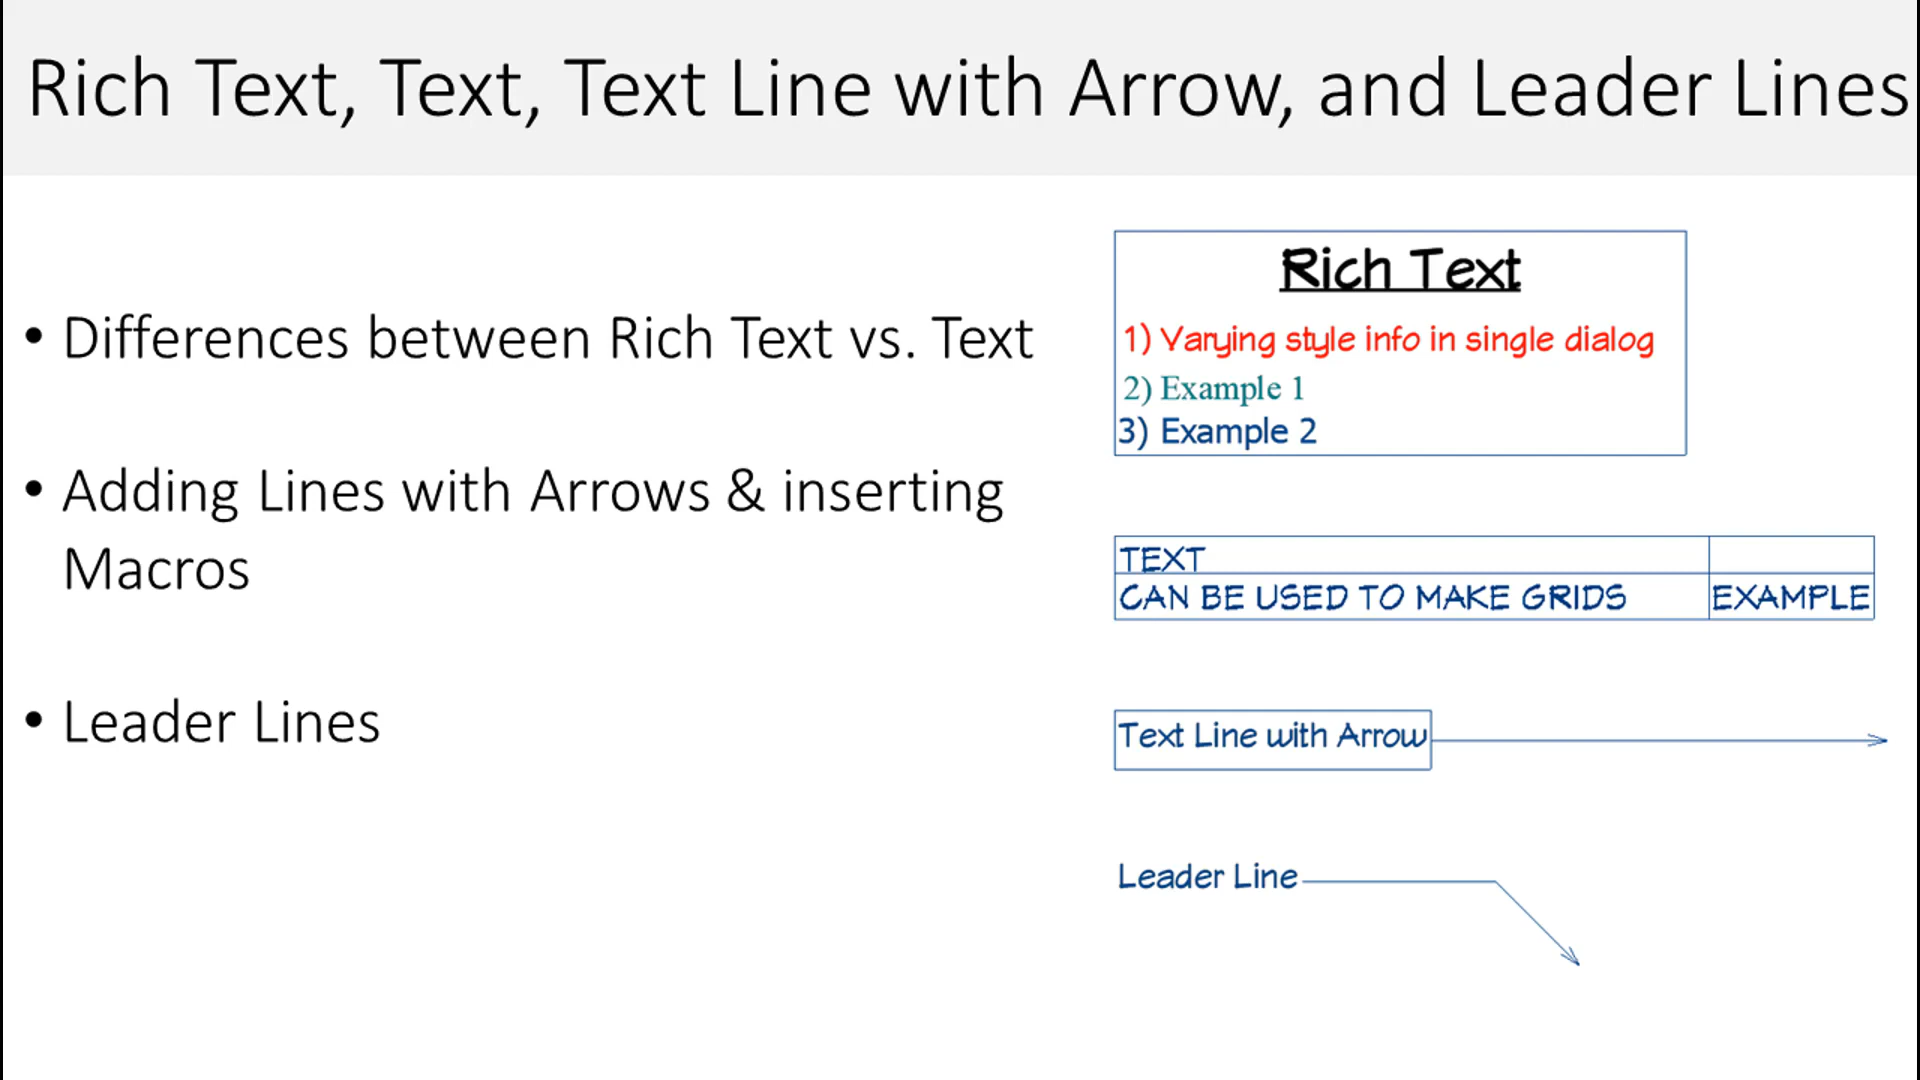 Rich Text, Text, Text Line with Arrow, and Leader Lines
• Differences between Rich Text vs. Text
• Adding Lines with Arrows & inserting
Macros
• Leader Lines
Rich Text
1) Varying style info in single dialog
2) Example 1
3) Example 2
TEXT
CAN BE USED TO MAKE GRIDS EXAMPLE
Text Line with Arrow
Leader Line